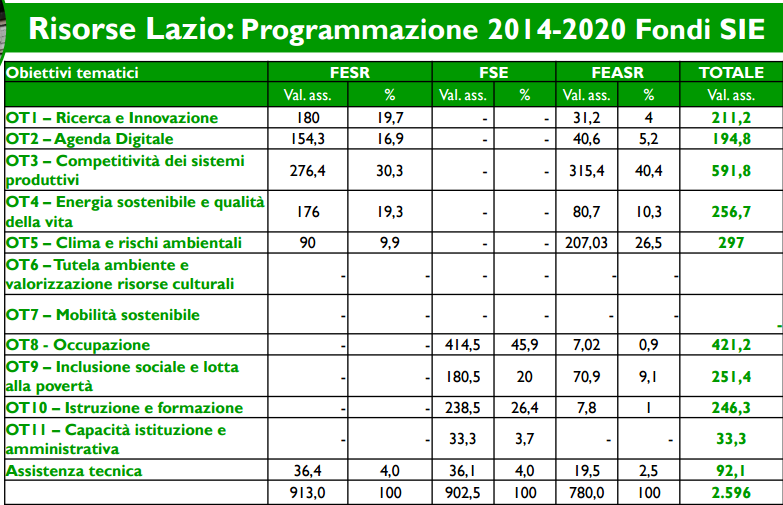 Risorse Lazio: Programmazione 2014-2020 Fondi SIE
Obiettivi tematici FESR FSE FEASR TOTALE
Val. ass. % Val. ass. % Val. ass. % Val. ass.
OT1 – Ricerca e Innovazione 180 19,7 - - 31,2 4 211,2
OT2 – Agenda Digitale 154,3 16,9 - - 40,6 5,2 194,8
OT3 – Competitività dei sistemi
produttivi 276,4 30,3 - - 315,4 40,4 591,8
OT4 – Energia sostenibile e qualità
della vita 176 19,3 - - 80,7 10,3 256,7
OT5 – Clima e rischi ambientali 90 9,9 - - 207,03 26,5 297
OT6 – Tutela ambiente e
valorizzazione risorse culturali - - - - - -
OT7 – Mobilità sostenibile - - - - - - -
OT8 - Occupazione - - 414,5 45,9 7,02 0,9 421,2
OT9 – Inclusione sociale e lotta
alla povertà - - 180,5 20 70,9 9,1 251,4
OT10 – Istruzione e formazione - - 238,5 26,4 7,8 1 246,3
OT11 – Capacità istituzione e
amministrativa - - 33,3 3,7 - - 33,3
Assistenza tecnica 36,4 4,0 36,1 4,0 19,5 2,5 92,1
913,0 100 902,5 100 780,0 100 2.596